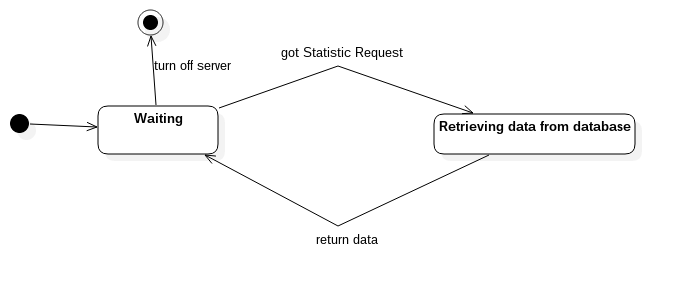 turn off server
got Statistic Request
Waiting
Retrieving data from database
return data